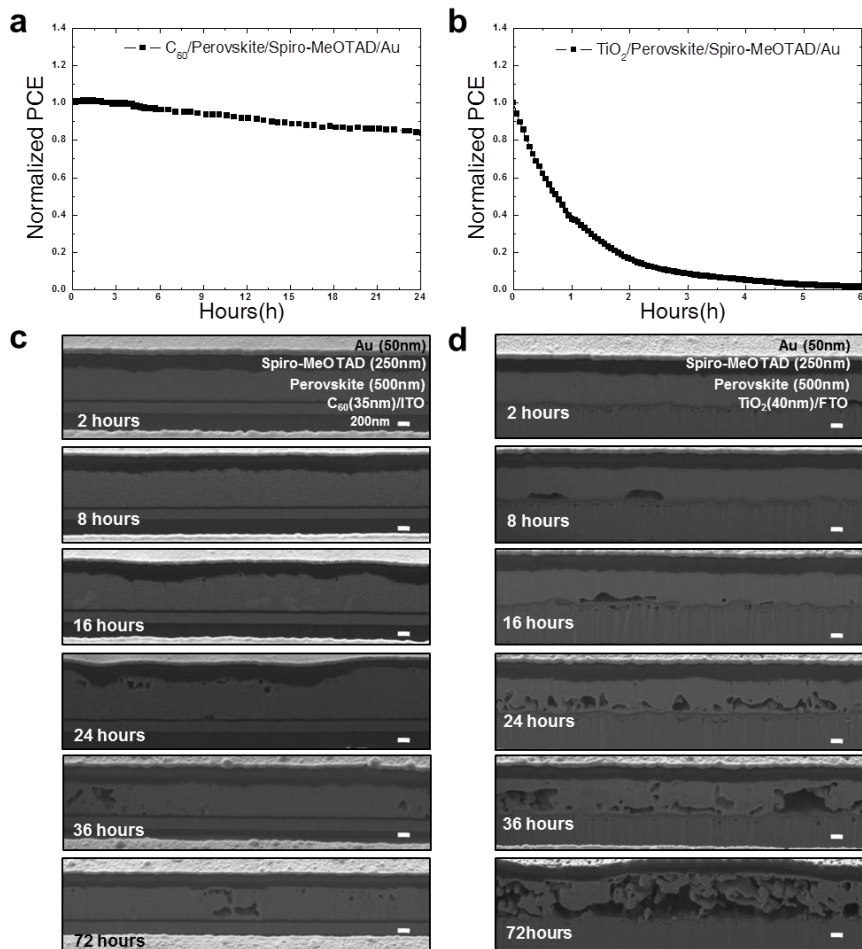 a
C60/Perovskite/Spiro-MeOTAD/Au
Normalized PCE
1.4
1.2
1.0
0.8
0.6
0.4
0.2
0.0
0 3 6 9 12 15 18 21 24
Hours(h)
b
TiO2/Perovskite/Spiro-MeOTAD/Au
Normalized PCE
1.4
1.2
1.0
0.8
0.6
0.4
0.2
0.0
0 1 2 3 4 5 6
Hours(h)
c
Au (50nm)
Spiro-MeOTAD (250nm)
Perovskite (500nm)
C60(35nm)/ITO
200nm
2 hours
8 hours
16 hours
24 hours
36 hours
72 hours
d
Au (50nm)
Spiro-MeOTAD (250nm)
Perovskite (500nm)
TiO2(40nm)/FTO
2 hours
8 hours
16 hours
24 hours
36 hours
72hours